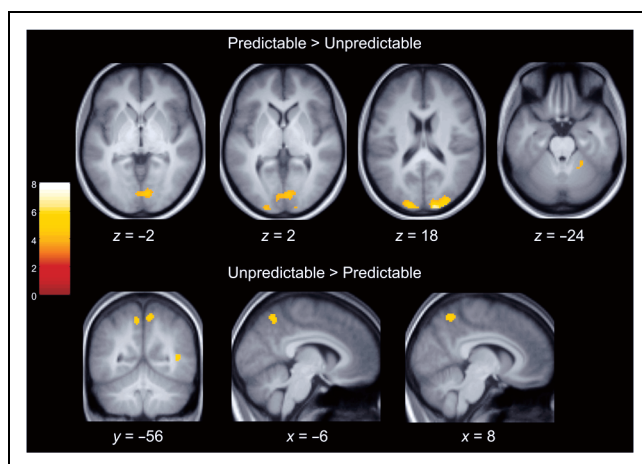 Predictable > Unpredictable
z = –2
z = 2
z = 18
z = –24
8
6
4
2
0
Unpredictable > Predictable
y = –56
x = –6
x = 8